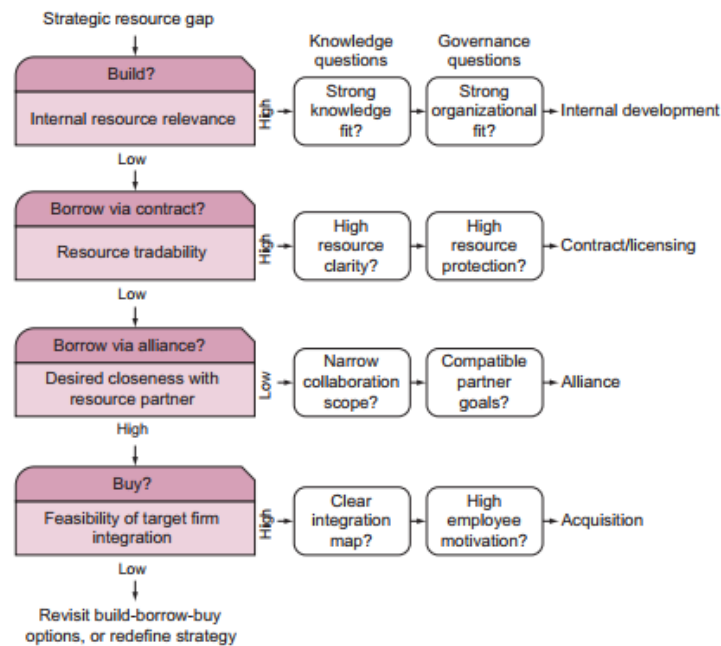 Strategic resource gap
Knowledge
questions
Governance
questions
Build?
Internal resource relevance
High
Strong
knowledge
fit?
Strong
organizational
fit?
Internal development
Low
Borrow via contract?
Resource tradability
High
High
resource
clarity?
High
resource
protection?
Contract/licensing
Low
Borrow via alliance?
Desired closeness with
resource partner
Low
Narrow
collaboration
scope?
Compatible
partner
goals?
Alliance
High
Buy?
Feasibility of target firm
integration
High
Clear
integration
map?
High
employee
motivation?
Acquisition
Low
Revisit build-borrow-buy
options, or redefine strategy